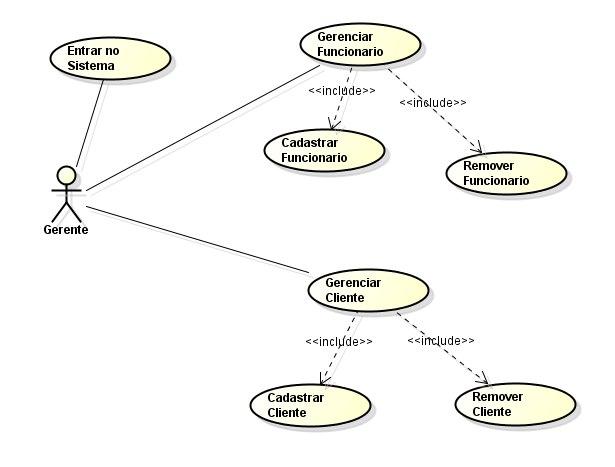 Entrar no
Sistema
Gerenciar
Funcionario
<<include>>
<<include>>
Cadastrar
Funcionario
Remover
Funcionario
Gerente
Gerenciar
Cliente
<<include>>
<<include>>
Cadastrar
Cliente
Remover
Cliente